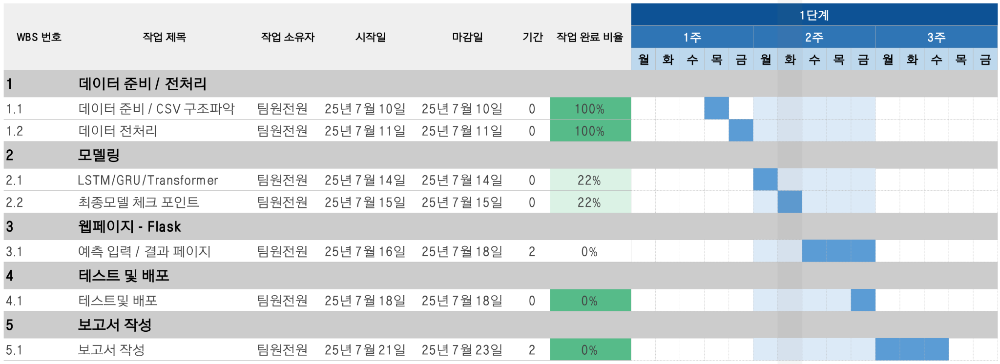 1단계
WBS 번호 작업 제목 작업 소유자 시작일 마감일 기간 작업 완료 비율 1주 2주 3주
월 화 수 목 금 월 화 수 목 금 월 화 수 목 금
1 데이터 준비 / 전처리
1.1 데이터 준비 / CSV 구조파악 팀원전원 25년 7월 10일 25년 7월 10일 0 100%
1.2 데이터 전처리 팀원전원 25년 7월 11일 25년 7월 11일 0 100%
2 모델링
2.1 LSTM/GRU/Transformer 팀원전원 25년 7월 14일 25년 7월 14일 0 22%
2.2 최종모델 체크 포인트 팀원전원 25년 7월 15일 25년 7월 15일 0 22%
3 웹페이지 - Flask
3.1 예측 입력 / 결과 페이지 팀원전원 25년 7월 16일 25년 7월 18일 2 0%
4 테스트 및 배포
4.1 테스트및 배포 팀원전원 25년 7월 18일 25년 7월 18일 0 0%
5 보고서 작성
5.1 보고서 작성 팀원전원 25년 7월 21일 25년 7월 23일 2 0%